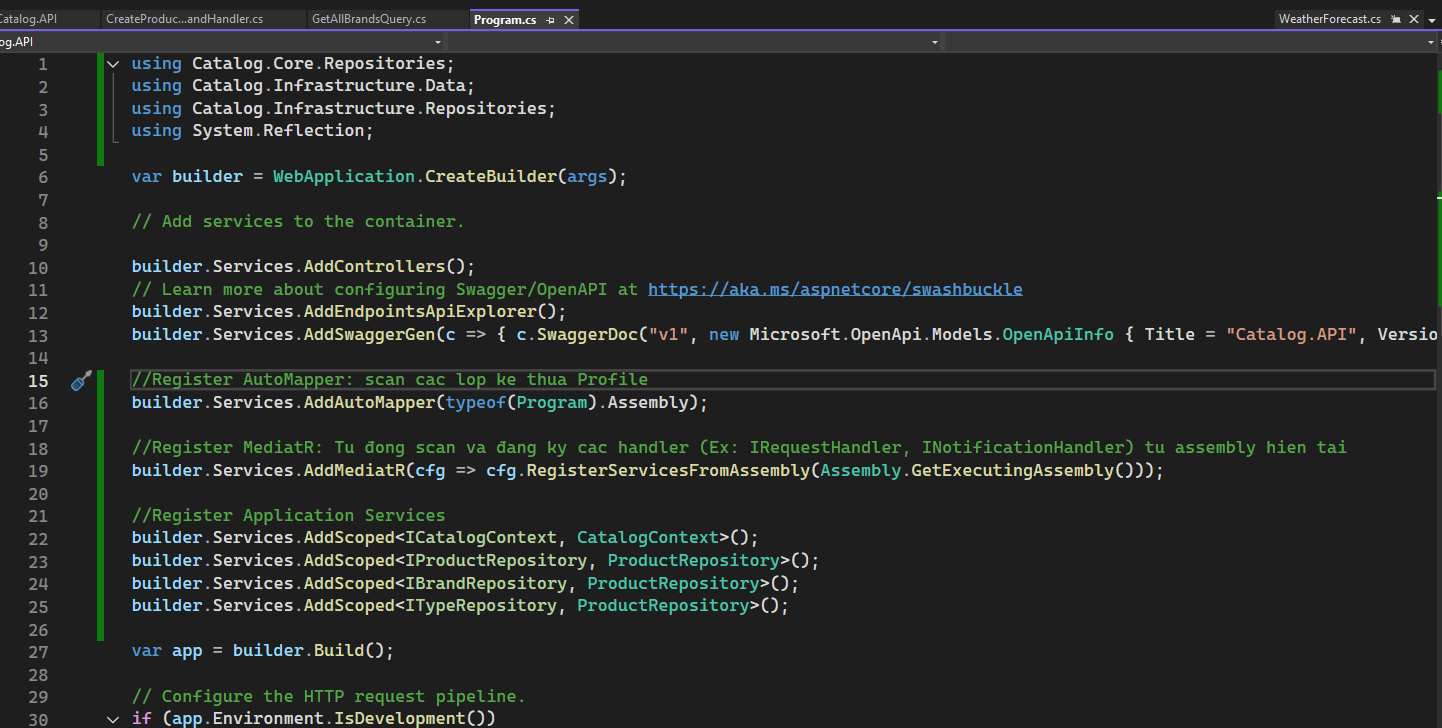 Catalog.API CreateProduc...andHandler.cs GetAllBrandsQuery.cs Program.cs WeatherForecast.cs
og.API
1 using Catalog.Core.Repositories;
2 using Catalog.Infrastructure.Data;
3 using Catalog.Infrastructure.Repositories;
4 using System.Reflection;
5
6 var builder = WebApplication.CreateBuilder(args);
7
8 // Add services to the container.
9
10 builder.Services.AddControllers();
11 // Learn more about configuring Swagger/OpenAPI at https://aka.ms/aspnetcore/swashbuckle
12 builder.Services.AddEndpointsApiExplorer();
13 builder.Services.AddSwaggerGen(c => { c.SwaggerDoc("v1", new Microsoft.OpenApi.Models.OpenApiInfo { Title = "Catalog.API", Versio
14
15 //Register AutoMapper: scan cac lop ke thua Profile
16 builder.Services.AddAutoMapper(typeof(Program).Assembly);
17
18 //Register MediatR: Tu đong scan va đang ky cac handler (Ex: IRequestHandler, INotificationHandler) tu assembly hien tai
19 builder.Services.AddMediatR(cfg => cfg.RegisterServicesFromAssembly(Assembly.GetExecutingAssembly()));
20
21 //Register Application Services
22 builder.Services.AddScoped<ICatalogContext, CatalogContext>();
23 builder.Services.AddScoped<IProductRepository, ProductRepository>();
24 builder.Services.AddScoped<IBrandRepository, ProductRepository>();
25 builder.Services.AddScoped<ITypeRepository, ProductRepository>();
26
27 var app = builder.Build();
28
29 // Configure the HTTP request pipeline.
30 if (app.Environment.IsDevelopment())